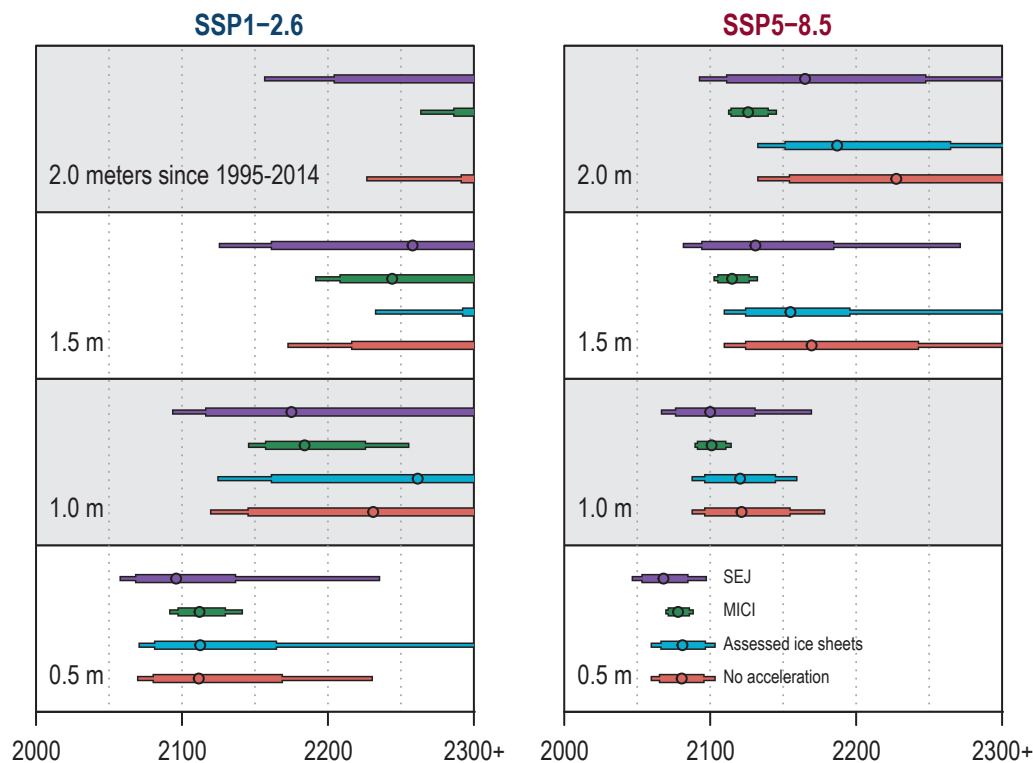 SSP1−2.6
SSP5−8.5
2.0 meters since 1995-2014
2.0 m
1.5 m
1.5 m
1.0 m
1.0 m
0.5 m
SEJ
MICI
Assessed ice sheets
No acceleration
0.5 m
2000 2100 2200 2300+
2000 2100 2200 2300+